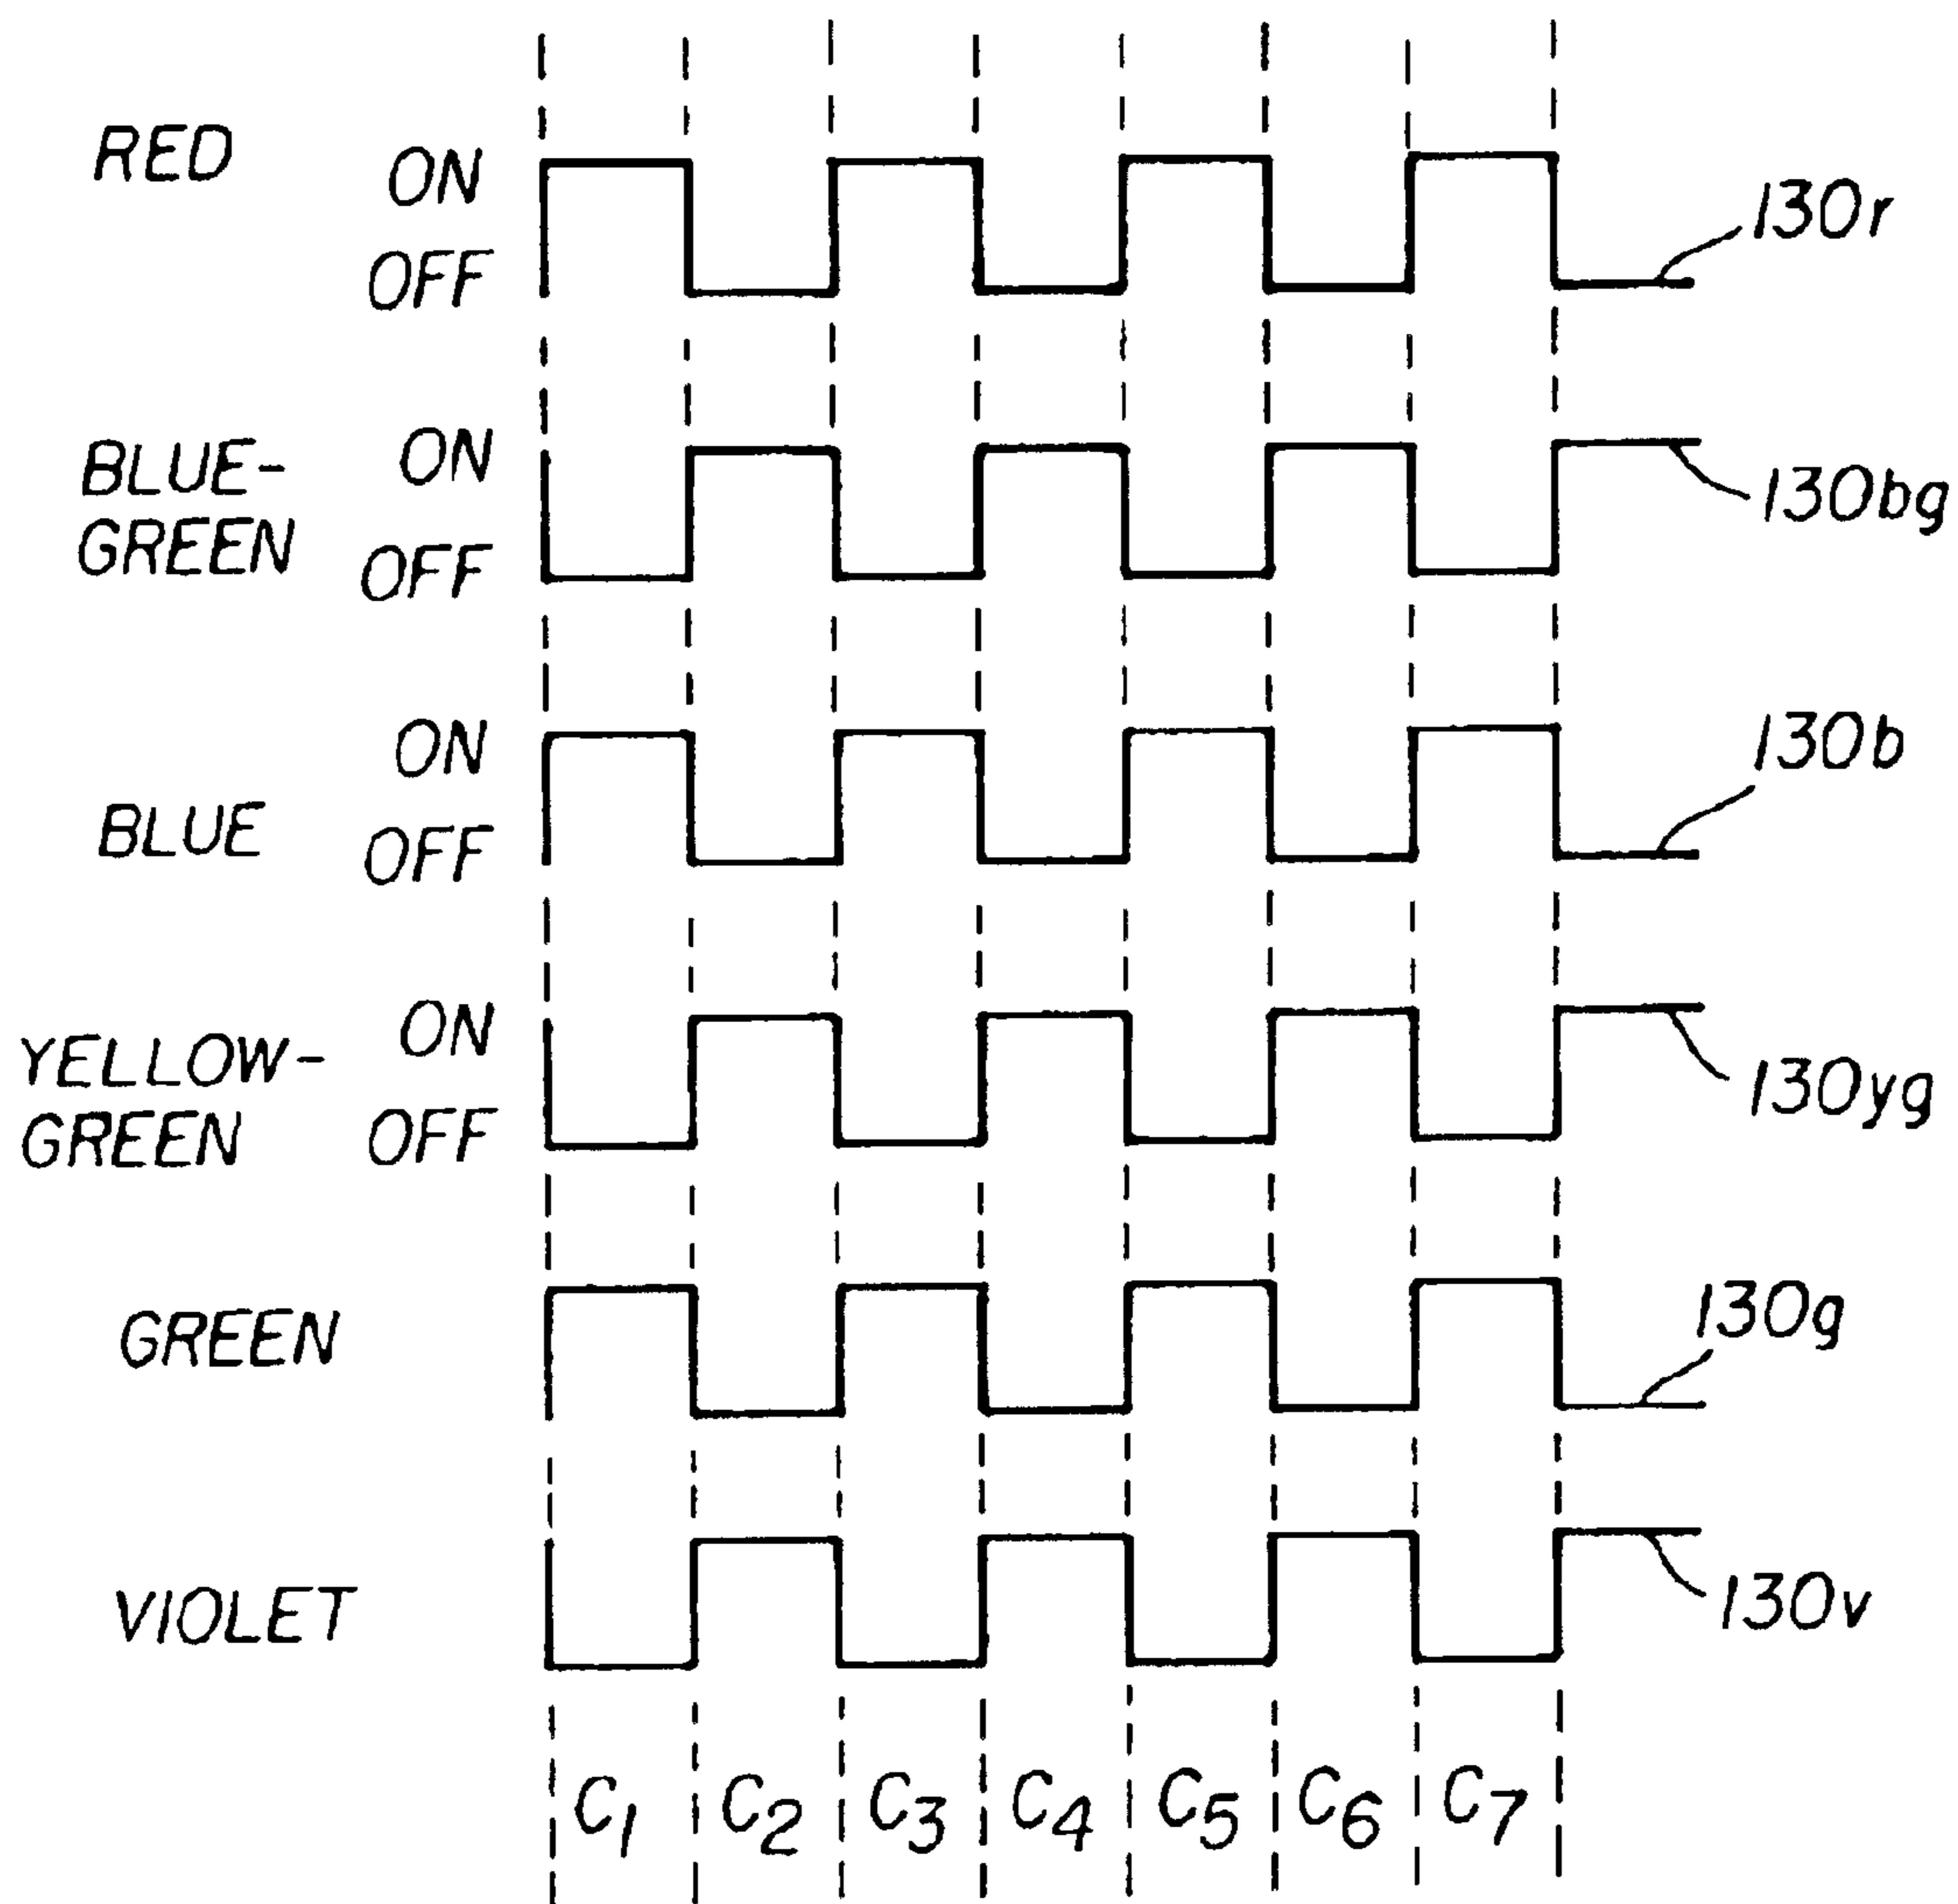 RED
ON
OFF
130r
BLUE-
GREEN
ON
OFF
130bg
ON
OFF
BLUE
130b
YELLOW-
GREEN
ON
OFF
130yg
GREEN
130g
VIOLET
130v
C1 C2 C3 C4 C5 C6 C7